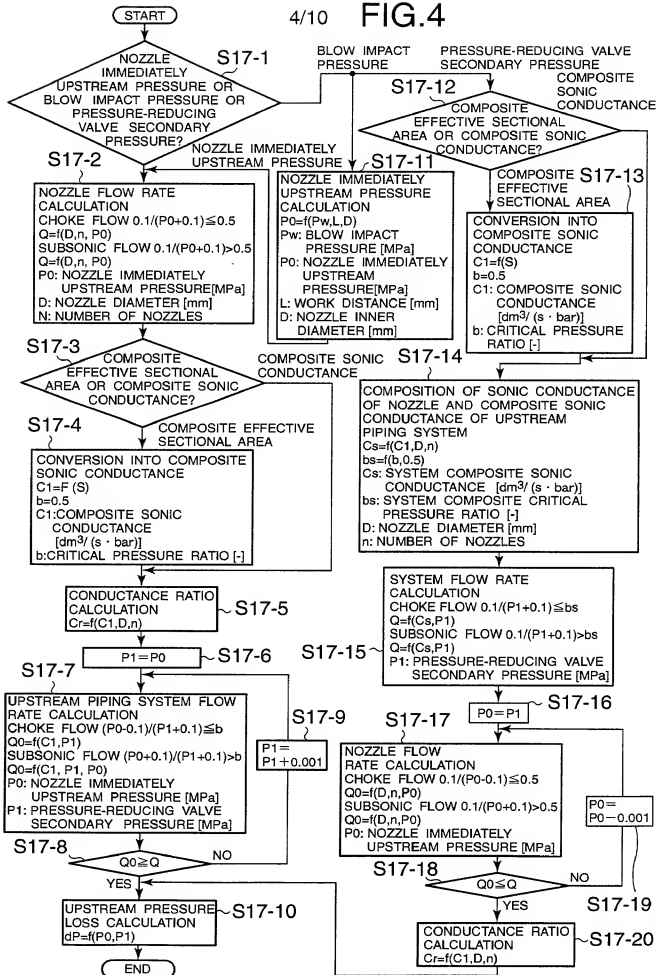 4/10
FIG.4
START
S17-1
NOZZLE
IMMEDIATELY
UPSTREAM PRESSURE OR
BLOW IMPACT PRESSURE OR
PRESSURE-REDUCING
VALVE SECONDARY
PRESSURE?
BLOW IMPACT
PRESSURE
PRESSURE-REDUCING VALVE
SECONDARY PRESSURE
NOZZLE IMMEDIATELY
UPSTREAM PRESSURE
S17-2
NOZZLE FLOW RATE
CALCULATION
CHOKE FLOW 0.1/(P0+0.1)≦0.5
Q=f(D,n, P0)
SUBSONIC FLOW 0.1/(P0+0.1)>0.5
Q=f(D,n, P0)
P0: NOZZLE IMMEDIATELY
UPSTREAM PRESSURE[MPa]
D: NOZZLE DIAMETER[mm]
N: NUMBER OF NOZZLES
S17-11
NOZZLE IMMEDIATELY
UPSTREAM PRESSURE
CALCULATION
P0=f(Pw,L,D)
Pw: BLOW IMPACT
PRESSURE [MPa]
P0: NOZZLE IMMEDIATELY
UPSTREAM
PRESSURE[MPa]
L: WORK DISTANCE [mm]
D: NOZZLE INNER
DIAMETER [mm]
S17-12
COMPOSITE
EFFECTIVE SECTIONAL
AREA OR COMPOSITE SONIC
CONDUCTANCE?
COMPOSITE
SONIC
CONDUCTANCE
COMPOSITE
EFFECTIVE
SECTIONAL AREA
S17-13
CONVERSION INTO
COMPOSITE SONIC
CONDUCTANCE
C1=f(S)
b=0.5
C1: COMPOSITE SONIC
CONDUCTANCE
[dm³/ (s · bar)]
b: CRITICAL PRESSURE
RATIO [-]
S17-3
COMPOSITE
EFFECTIVE SECTIONAL
AREA OR COMPOSITE SONIC
CONDUCTANCE?
COMPOSITE SONIC
CONDUCTANCE
COMPOSITE EFFECTIVE
SECTIONAL AREA
S17-4
CONVERSION INTO COMPOSITE
SONIC CONDUCTANCE
C1=F (S)
b=0.5
C1:COMPOSITE SONIC
CONDUCTANCE
[dm³/ (s · bar)]
b:CRITICAL PRESSURE RATIO [-]
CONDUCTANCE RATIO
CALCULATION
Cr=f(C1,D,n)
S17-5
P1=P0
S17-6
S17-7
UPSTREAM PIPING SYSTEM FLOW
RATE CALCULATION
CHOKE FLOW (P0-0.1)/(P1+0.1)≦b
Q0=f(C1,P1)
SUBSONIC FLOW (P0+0.1)/(P1+0.1)>b
Q0=f(C1, P1, P0)
P0: NOZZLE IMMEDIATELY
UPSTREAM PRESSURE[MPa]
P1: PRESSURE-REDUCING VALVE
SECONDARY PRESSURE [MPa]
S17-9
P1=
P1+0.001
S17-8
Q0≧Q
NO
YES
UPSTREAM PRESSURE
LOSS CALCULATION
dP=f(P0,P1)
S17-10
END
S17-14
COMPOSITION OF SONIC CONDUCTANCE
OF NOZZLE AND COMPOSITE SONIC
CONDUCTANCE OF UPSTREAM
PIPING SYSTEM
Cs=f(C1,D,n)
bs=f(b,0.5)
Cs: SYSTEM COMPOSITE SONIC
CONDUCTANCE [dm³/ (s · bar)]
bs: SYSTEM COMPOSITE CRITICAL
PRESSURE RATIO [-]
D: NOZZLE DIAMETER[mm]
n: NUMBER OF NOZZLES
S17-15
SYSTEM FLOW RATE
CALCULATION
CHOKE FLOW 0.1/(P1+0.1)≦bs
Q=f(Cs,P1)
SUBSONIC FLOW 0.1/(P1+0.1)>bs
Q=f(Cs,P1)
P1: PRESSURE-REDUCING VALVE
SECONDARY PRESSURE [MPa]
P0=P1
S17-16
S17-17
NOZZLE FLOW
RATE CALCULATION
CHOKE FLOW 0.1/(P0-0.1)≦0.5
Q0=f(D,n,P0)
SUBSONIC FLOW 0.1/(P0+0.1)>0.5
Q0=f(D,n,P0)
P0: NOZZLE IMMEDIATELY
UPSTREAM PRESSURE [MPa]
P0=
P0-0.001
S17-19
S17-18
Q0≦Q
NO
YES
CONDUCTANCE RATIO
CALCULATION
Cr=f(C1,D,n)
S17-20